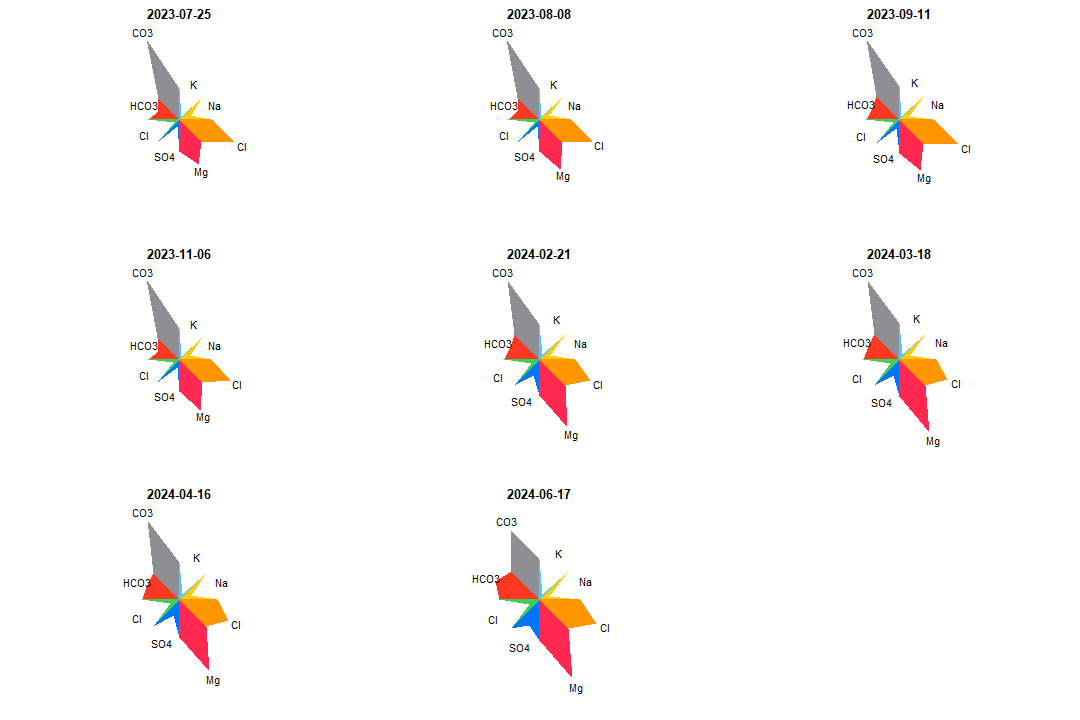 2023-07-25
CO3
K
HCO3
Na
Cl
Cl
SO4
Mg
2023-08-08
CO3
K
HCO3
Na
Cl
Cl
SO4
Mg
2023-09-11
CO3
K
HCO3
Na
Cl
Cl
SO4
Mg
2023-11-06
CO3
K
HCO3
Na
Cl
Cl
SO4
Mg
2024-02-21
CO3
K
HCO3
Na
Cl
Cl
SO4
Mg
2024-03-18
CO3
K
HCO3
Na
Cl
Cl
SO4
Mg
2024-04-16
CO3
K
HCO3
Na
Cl
Cl
SO4
Mg
2024-06-17
CO3
K
HCO3
Na
Cl
Cl
SO4
Mg